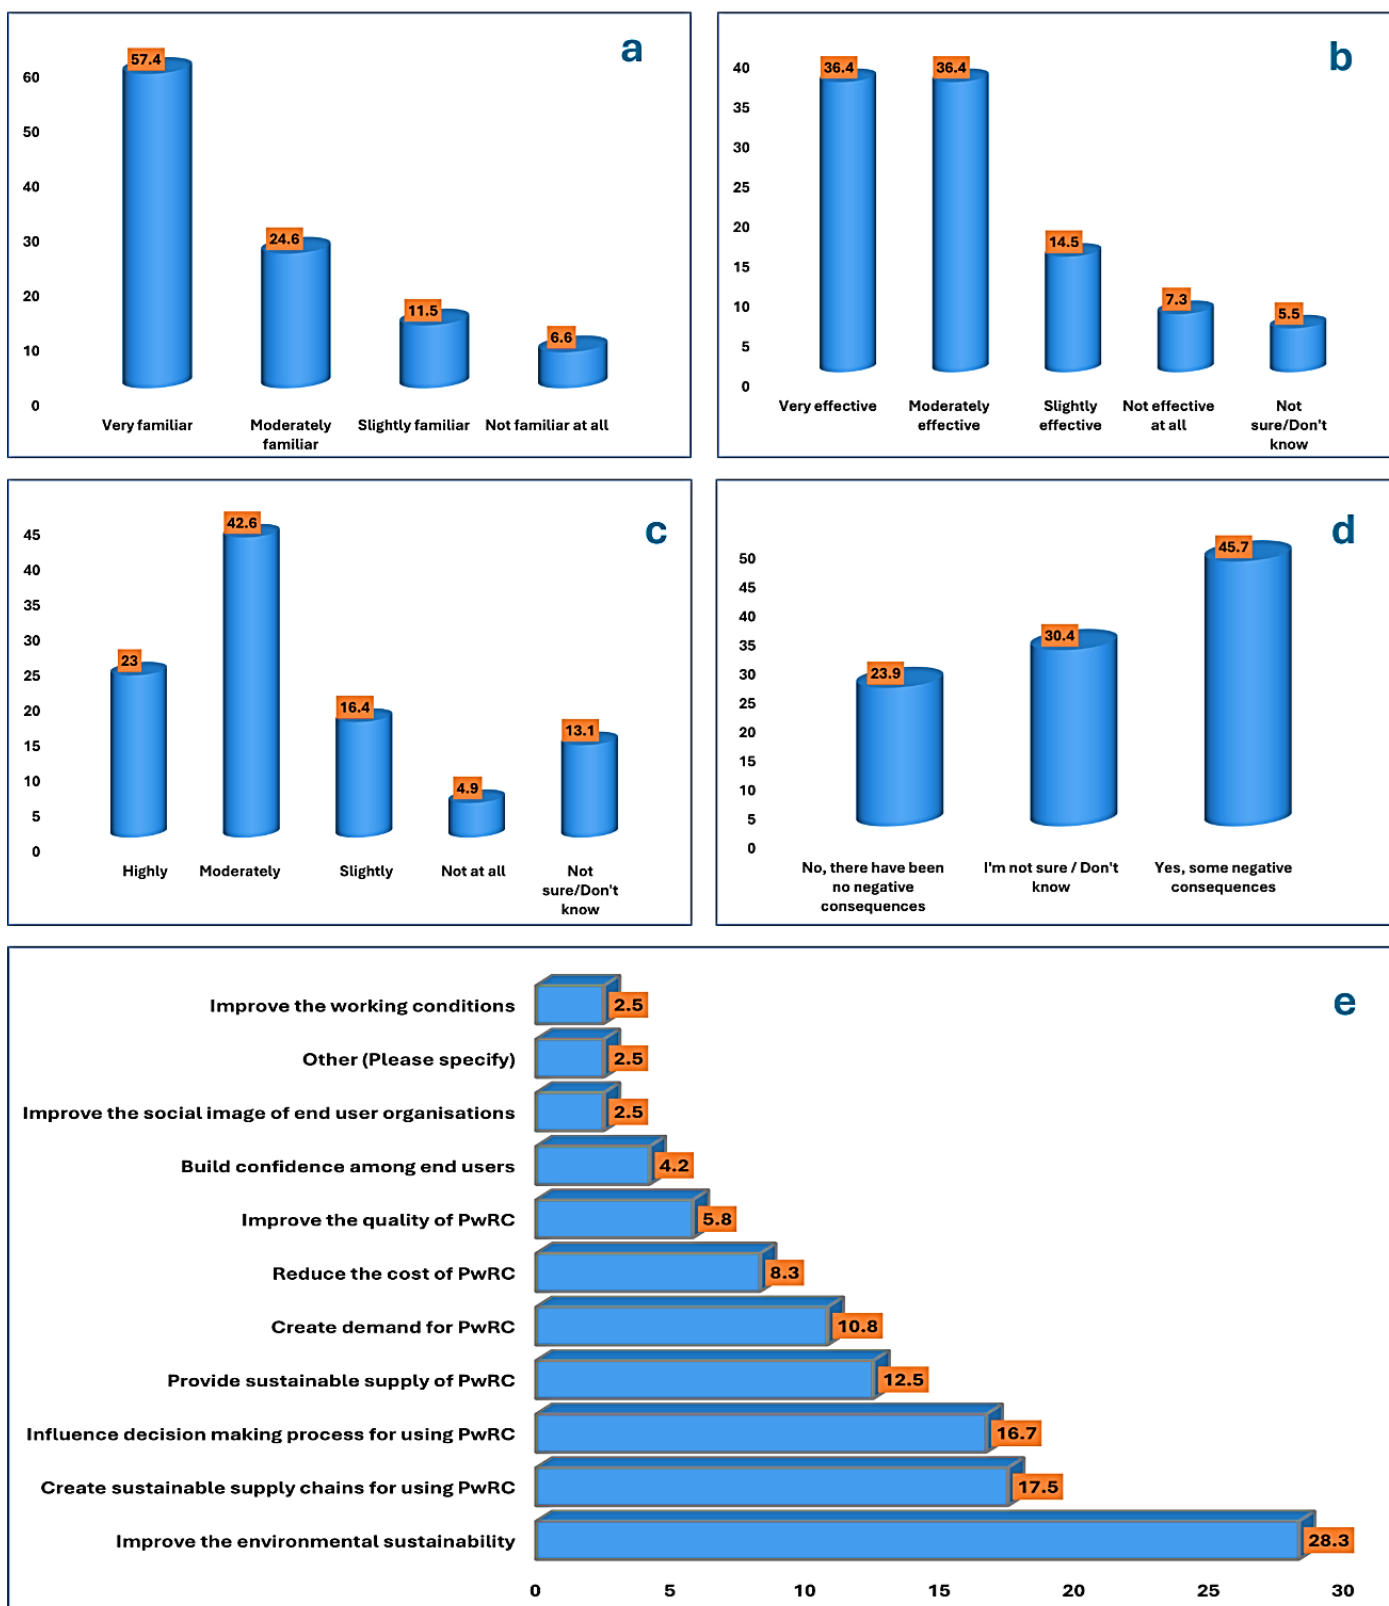 a
57.4
24.6
11.5
6.6
60
50
40
30
20
10
0
Very familiar
Moderately
familiar
Slightly familiar
Not familiar at all
b
36.4
36.4
14.5
7.3
5.5
40
35
30
25
20
15
10
5
0
Very effective
Moderately
effective
Slightly
effective
Not effective
at all
Not
sure/Don't
know
c
23
42.6
16.4
4.9
13.1
45
40
35
30
25
20
15
10
5
0
Highly
Moderately
Slightly
Not at all
Not
sure/Don't
know
d
23.9
30.4
45.7
50
45
40
35
30
25
20
15
10
5
0
No, there have been
no negative
consequences
I'm not sure / Don't
know
Yes, some negative
consequences
e
Improve the working conditions 2.5
Other (Please specify) 2.5
Improve the social image of end user organisations 2.5
Build confidence among end users 4.2
Improve the quality of PwRC 5.8
Reduce the cost of PwRC 8.3
Create demand for PwRC 10.8
Provide sustainable supply of PwRC 12.5
Influence decision making process for using PwRC 16.7
Create sustainable supply chains for using PwRC 17.5
Improve the environmental sustainability 28.3
0 5 10 15 20 25 30